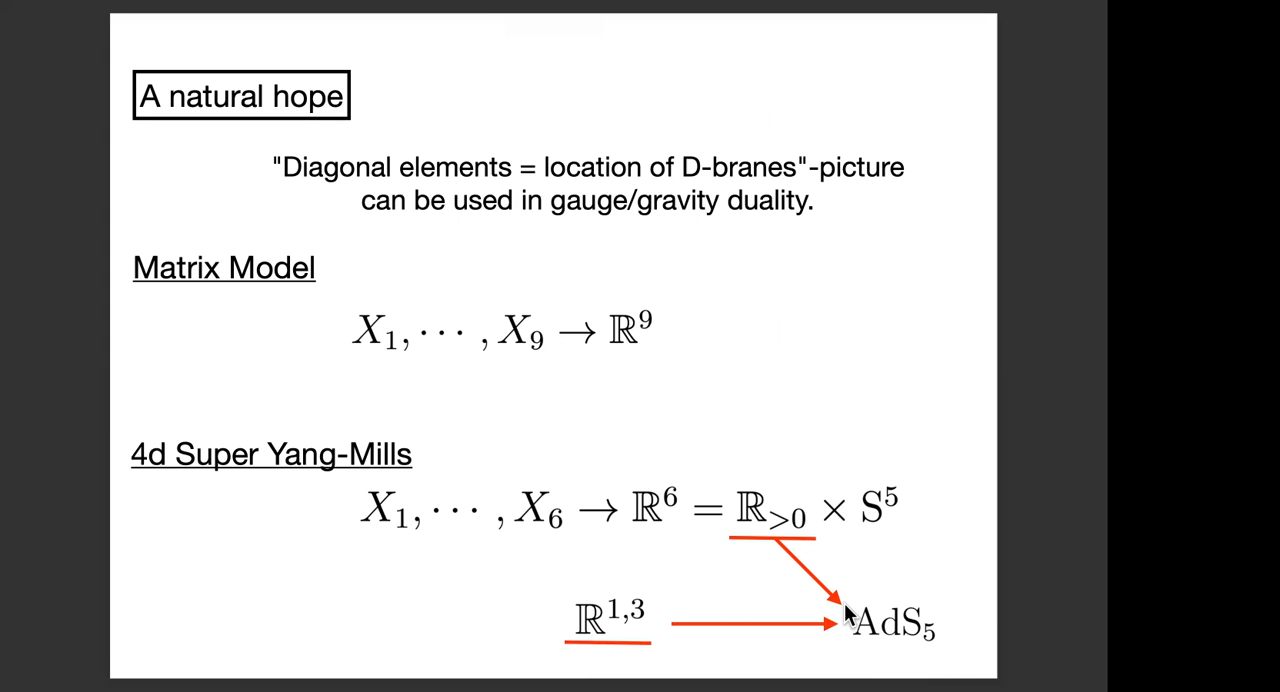 A natural hope
"Diagonal elements = location of D-branes"-picture
can be used in gauge/gravity duality.
Matrix Model
X₁, ⋯ , X₉ → ℝ⁹
4d Super Yang-Mills
X₁, ⋯ , X₆ → ℝ⁶ = ℝ_{>0} × S⁵
ℝ^{1,3} AdS₅